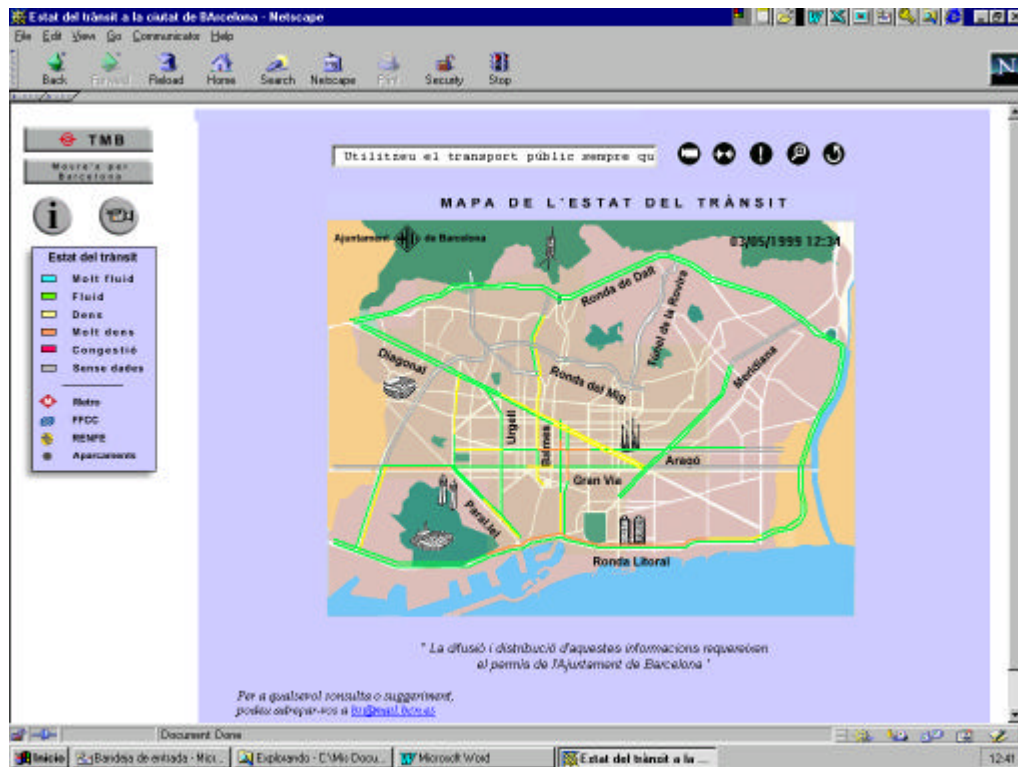 Estat del trànsit a la ciutat de BArcelona - Netscape
File Edit View Go Communicator Help
Back Forward Reload Home Search Netscape Print Security Stop
N
TMB
Moure's per
Barcelona
Utilitzeu el transport públic sempre qu
MAPA DE L'ESTAT DEL TRÀNSIT
Estat del trànsit
Molt fluid
Fluid
Dens
Molt dens
Congestió
Sense dades
Metro
FFCC
RENFE
Aparcaments
Ajuntament de Barcelona
03/05/1999 12:34
Ronda de Dalt
Túnel de la Rovira
Diagonal
Ronda del Mig
Meridiana
Urgell
Balmes
Aragó
Gran Via
Paral.lel
Ronda Litoral
" La difusió i distribució d'aquestes informacions requereixen
el permís de l'Ajuntament de Barcelona "
Per a qualsevol consulta o suggeriment,
podeu adreçar-vos a
Document: Done
Inicio Bandeja de entrada - Micr... Explorando - C:\Mis Docu... Microsoft Word Estat del trànsit a la ... 12:41